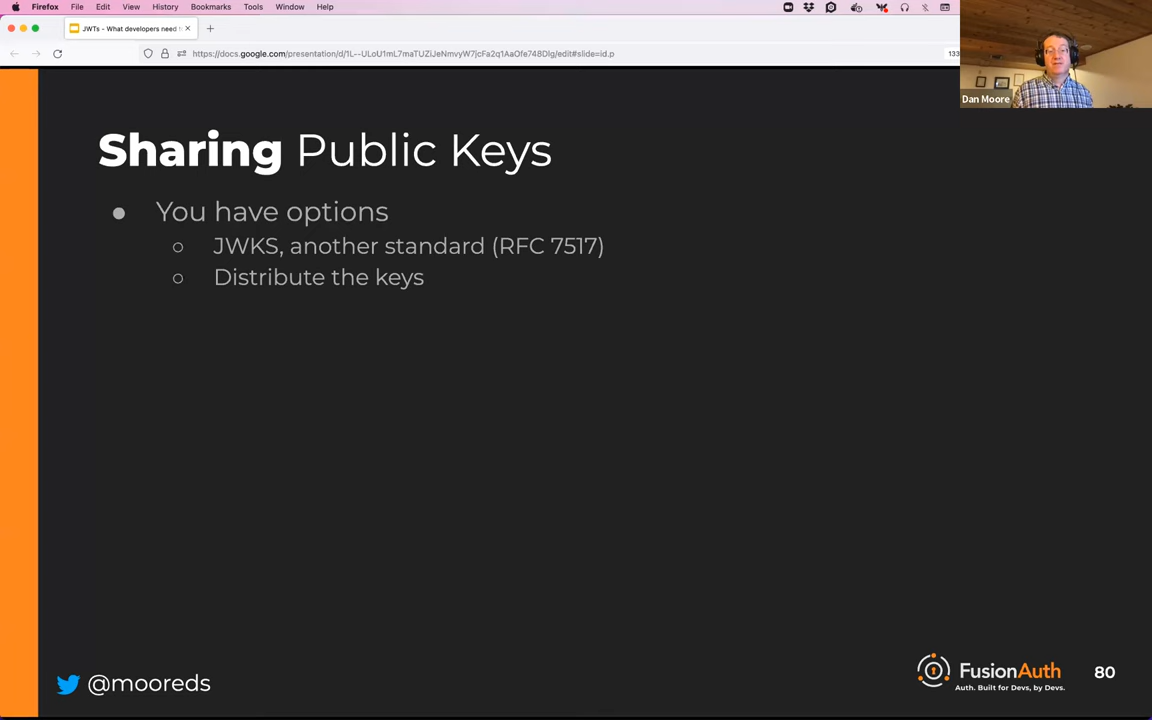 Firefox File Edit View History Bookmarks Tools Window Help
JWTs - What developers need
https://docs.google.com/presentation/d/1L--ULoU1mL7maTUZiJeNmvyW7jcFa2q1AaOfe748DIg/edit#slide=id.p
133
Dan Moore
Sharing Public Keys
You have options
JWKS, another standard (RFC 7517)
Distribute the keys
@mooreds
FusionAuth
Auth. Built for Devs, by Devs.
80